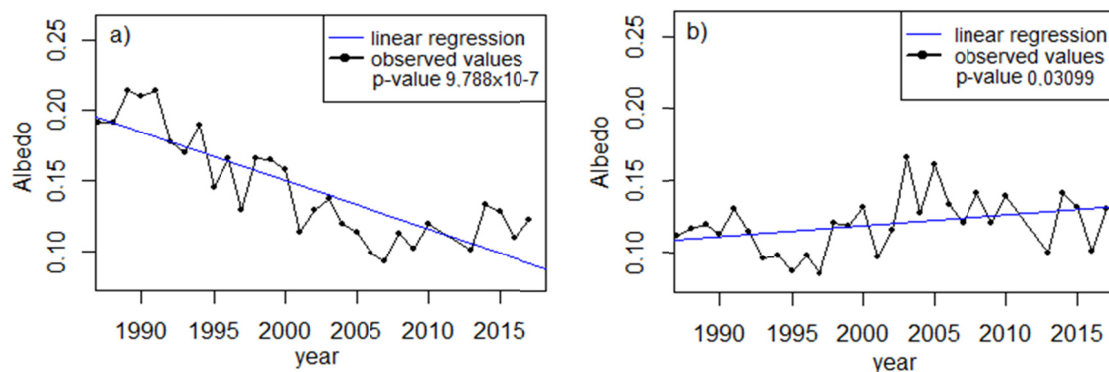 a)
linear regression
observed values
p-value 9.788x10-7
Albedo
0.25
0.20
0.15
0.10
1990 1995 2000 2005 2010 2015
year
b)
linear regression
observed values
p-value 0.03099
Albedo
0.25
0.20
0.15
0.10
1990 1995 2000 2005 2010 2015
year